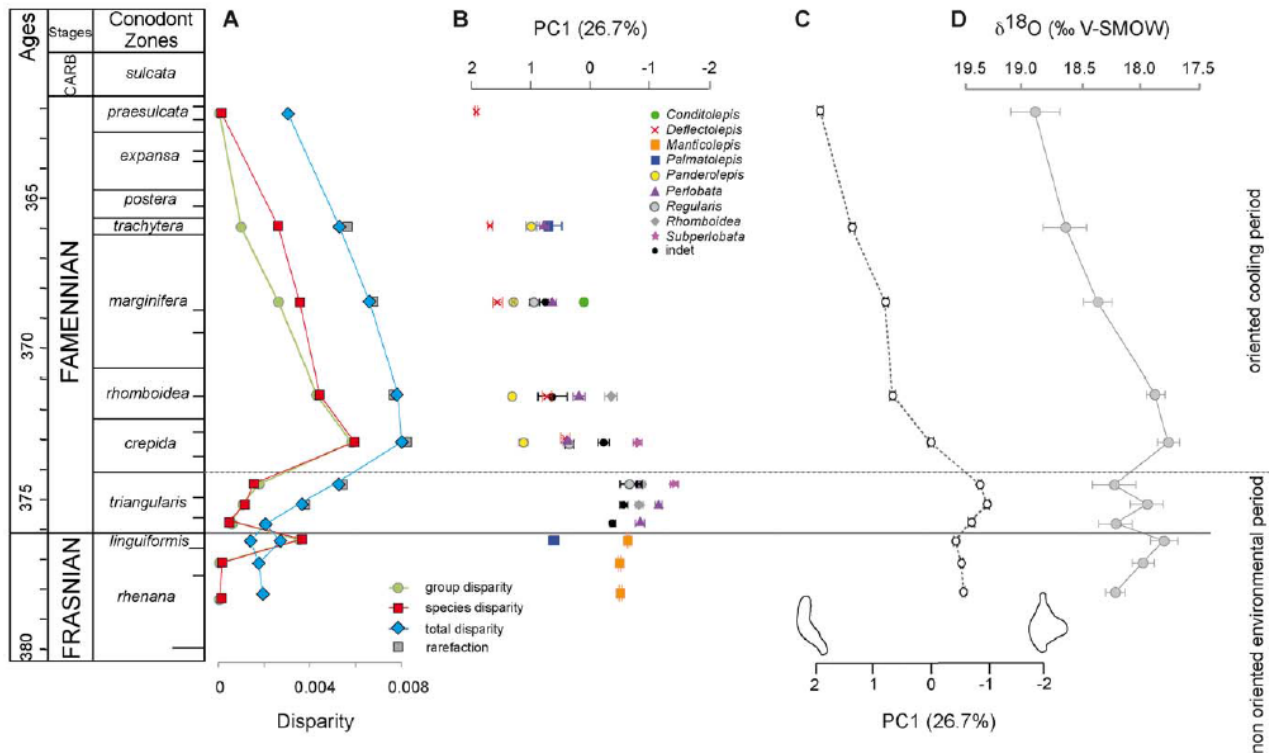 Ages
Stages
Conodont
Zones
A
B
PC1 (26.7%)
2 1 0 -1 -2
C
D
δ18O (‰ V-SMOW)
19.5 19.0 18.5 18.0 17.5
CARB
FAMENNIAN
FRASNIAN
365
370
375
380
sulcata
praesulcata
expansa
postera
trachytera
marginifera
rhomboidea
crepida
triangularis
linguiformis
rhenana
Conditolepis
Deflectolepis
Manticolepis
Palmatolepis
Panderolepis
Perlobata
Regularis
Rhomboidea
Subperlobata
indet
group disparity
species disparity
total disparity
rarefaction
0 0.004 0.008
Disparity
2 1 0 -1 -2
PC1 (26.7%)
oriented cooling period
non oriented environmental period